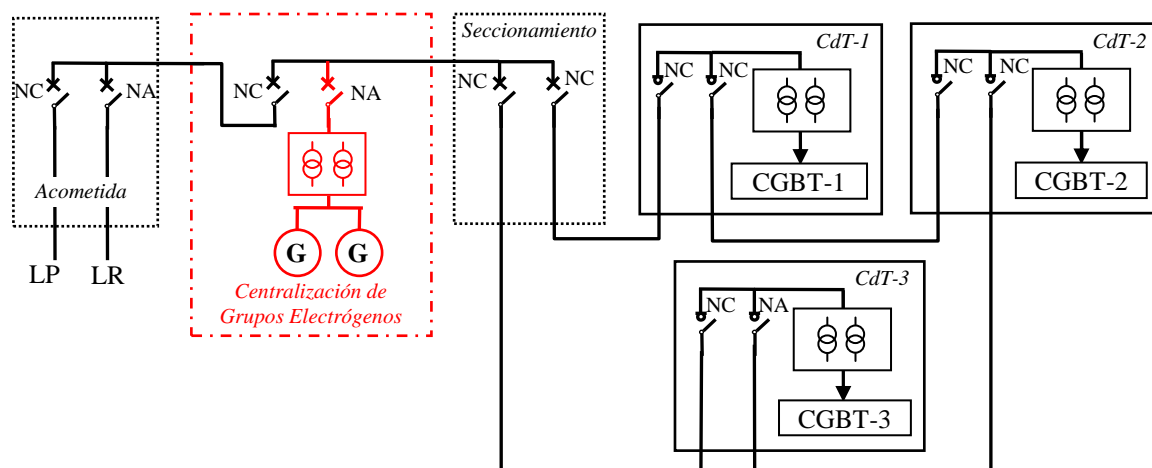 Seccionamiento
CdT-1
CdT-2
NC
NA
NC
NA
NC
NC
NC
NC
NC
NC
Acometida
CGBT-1
CGBT-2
LP
LR
G
G
Centralización de
Grupos Electrógenos
CdT-3
NC
NA
CGBT-3